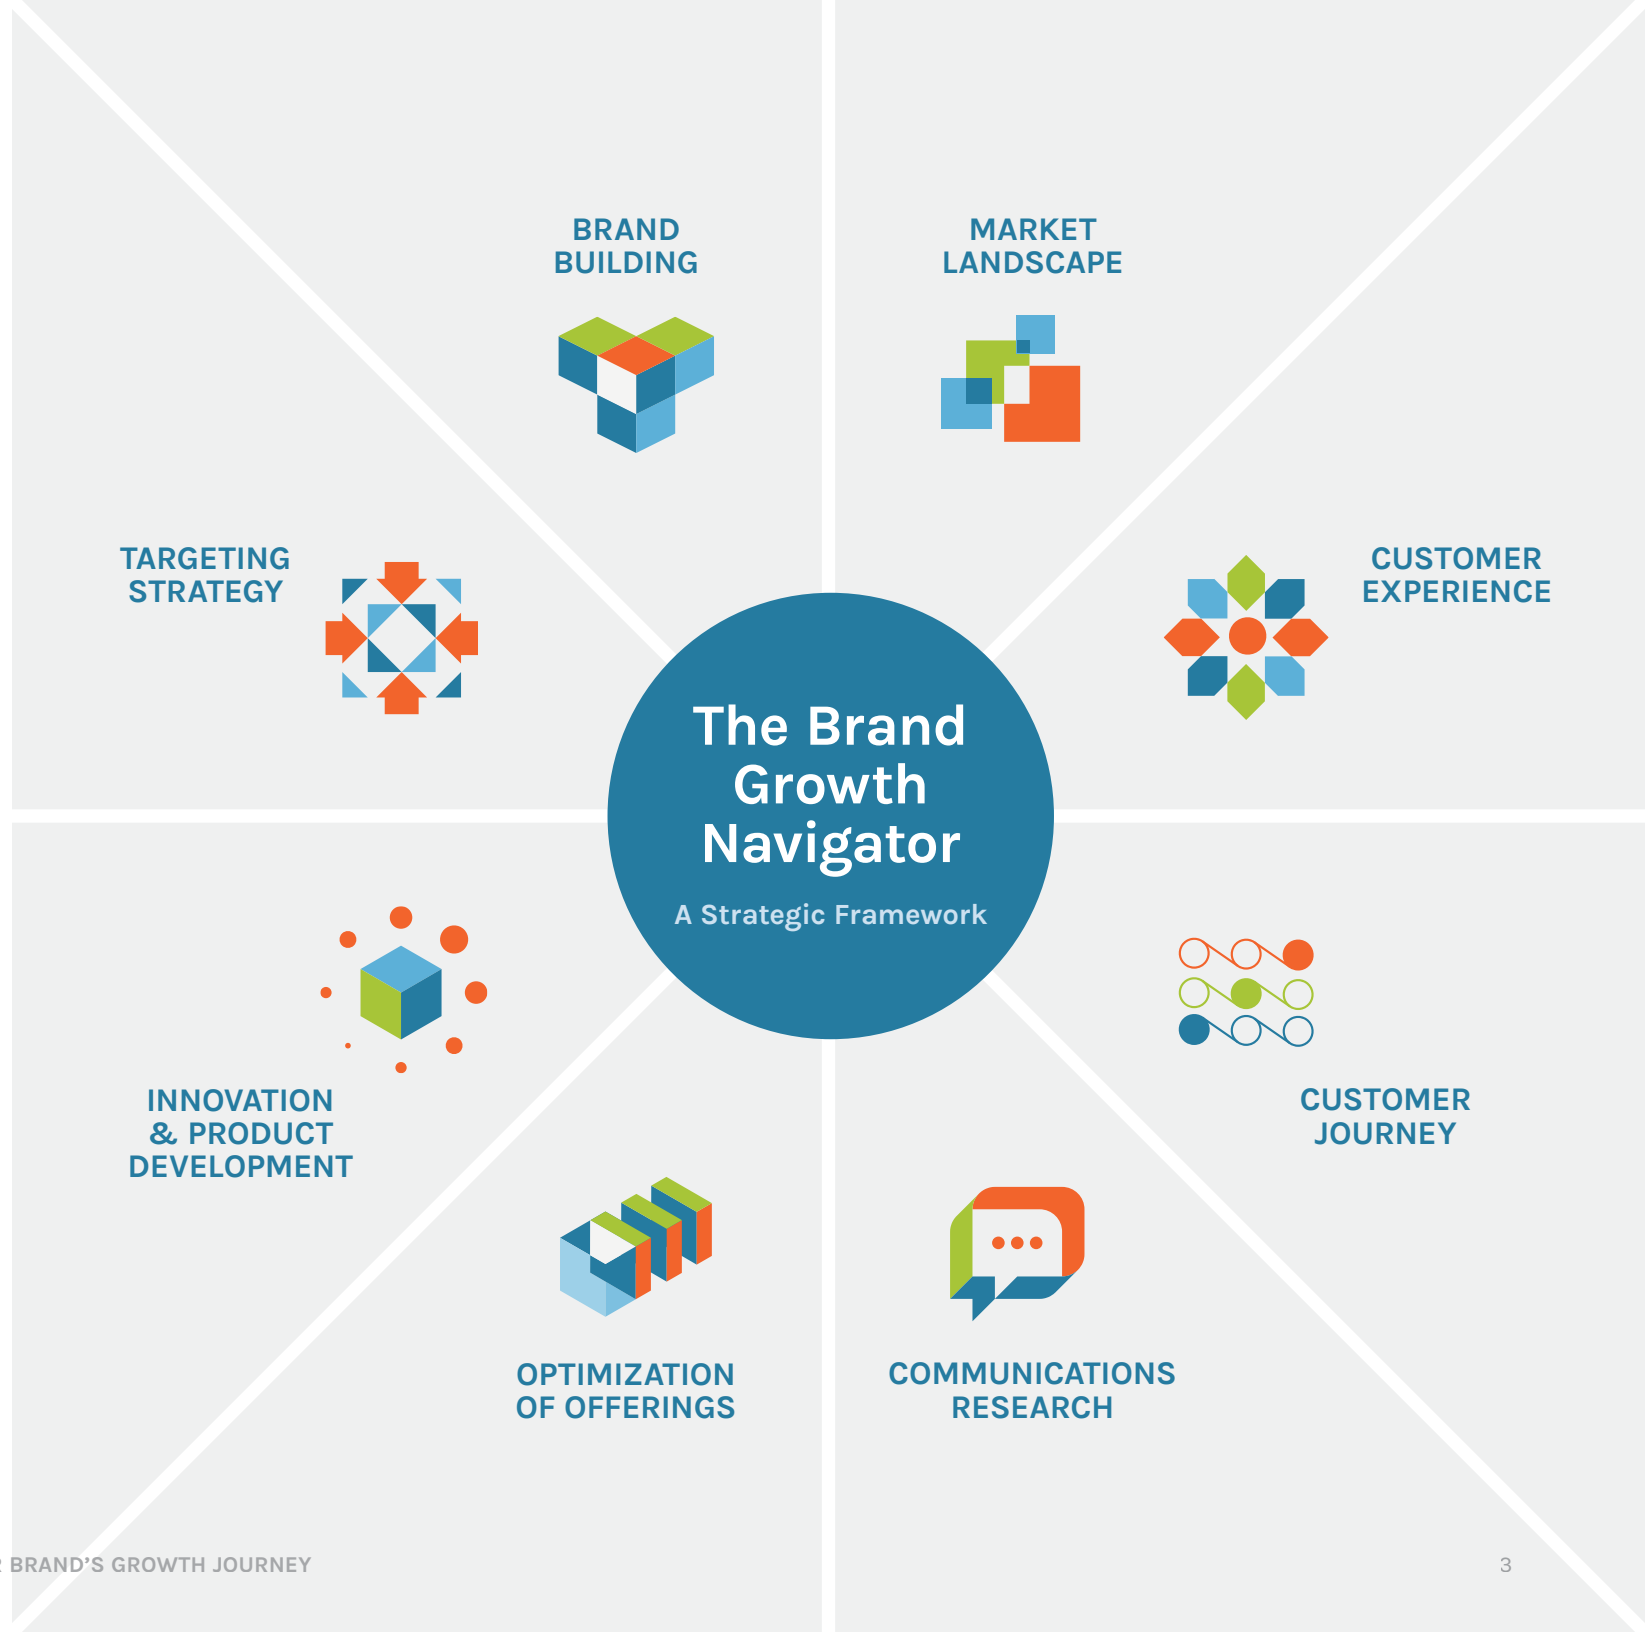 BRAND
BUILDING
MARKET
LANDSCAPE
TARGETING
STRATEGY
CUSTOMER
EXPERIENCE
The Brand
Growth
Navigator
A Strategic Framework
INNOVATION
& PRODUCT
DEVELOPMENT
CUSTOMER
JOURNEY
OPTIMIZATION
OF OFFERINGS
COMMUNICATIONS
RESEARCH
BRAND’S GROWTH JOURNEY
3